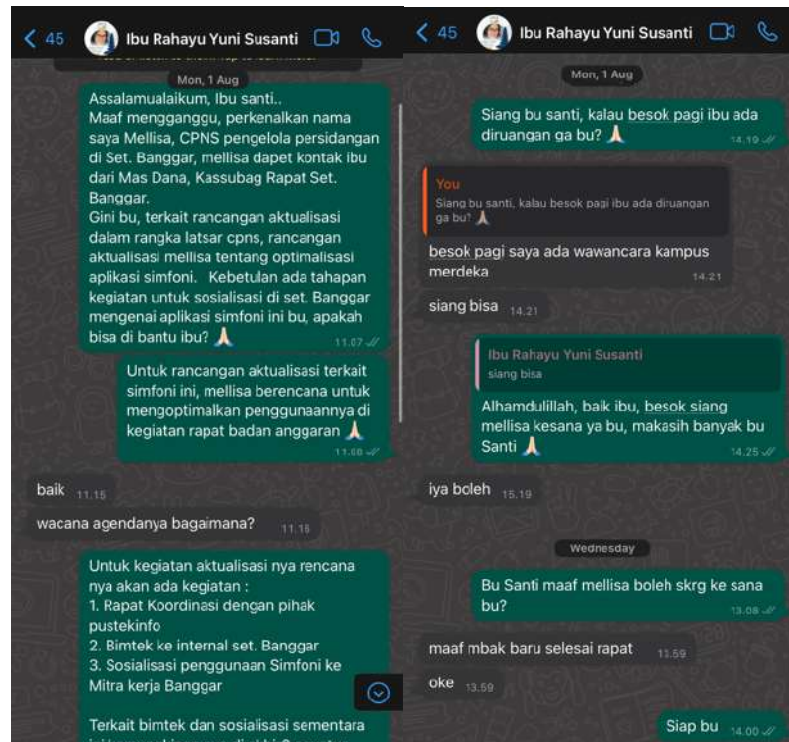 45
Ibu Rahayu Yuni Susanti
Mon, 1 Aug
Assalamualaikum, Ibu santi..
Maaf mengganggu, perkenalkan nama
saya Mellisa, CPNS pengelola persidangan
di Set. Banggar, mellisa dapet kontak ibu
dari Mas Dana, Kassubag Rapat Set.
Banggar.
Gini bu, terkait rancangan aktualisasi
dalam rangka latsar cpns, rancangan
aktualisasi mellisa tentang optimalisasi
aplikasi simfoni. Kebetulan ada tahapan
kegiatan untuk sosialisasi di set. Banggar
mengenai aplikasi simfoni ini bu, apakah
bisa di bantu ibu? 🙏🏻
11.07
Untuk rancangan aktualisasi terkait
simfoni ini, mellisa berencana untuk
mengoptimalkan penggunaannya di
kegiatan rapat badan anggaran 🙏🏻
baik
11.15
wacana agendanya bagaimana?
Untuk kegiatan aktualisasi nya rencana
nya akan ada kegiatan :
1. Rapat Koordinasi dengan pihak
pustekinfo
2. Bimtek ke internal set. Banggar
3. Sosialisasi penggunaan Simfoni ke
Mitra kerja Banggar
Terkait bimtek dan sosialisasi sementara
45
Ibu Rahayu Yuni Susanti
Mon, 1 Aug
Siang bu santi, kalau besok pagi ibu ada
diruangan ga bu? 🙏🏻
You
Siang bu santi, kalau besok pagi ibu ada diruangan
ga bu? 🙏🏻
besok pagi saya ada wawancara kampus
merdeka
14.21
siang bisa
14.21
Ibu Rahayu Yuni Susanti
siang bisa
Alhamdulillah, baik ibu, besok siang
mellisa kesana ya bu, makasih banyak bu
Santi 🙏🏻
14.25
iya boleh
15.19
Wednesday
Bu Santi maaf mellisa boleh skrg ke sana
bu?
13.08
maaf mbak baru selesai rapat
13.59
oke
13.59
Siap bu
14.00